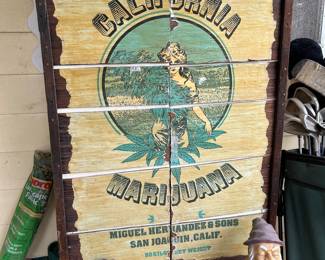 CALIFORNIA
MARIJUANA
MIGUEL HERNANDEZ & SONS
SAN JOAQUIN, CALIF.